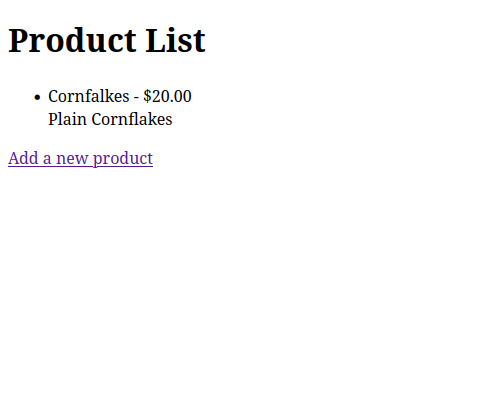 Product List
Cornfalkes - $20.00
Plain Cornflakes
Add a new product